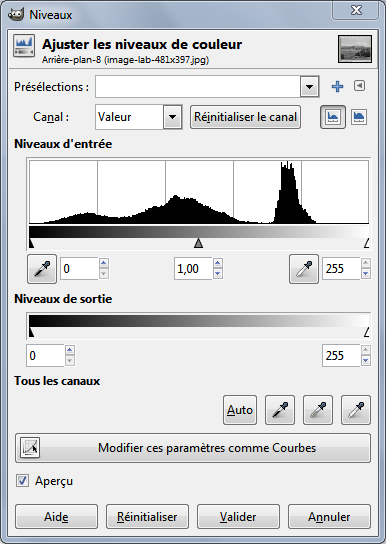 Niveaux
Ajuster les niveaux de couleur
Arrière-plan-8 (image-lab-481x397.jpg)
Présélections :
Canal : Valeur Réinitialiser le canal
Niveaux d'entrée
0 1,00 255
Niveaux de sortie
0 255
Tous les canaux
Auto
Modifier ces paramètres comme Courbes
Aperçu
Aide Réinitialiser Valider Annuler